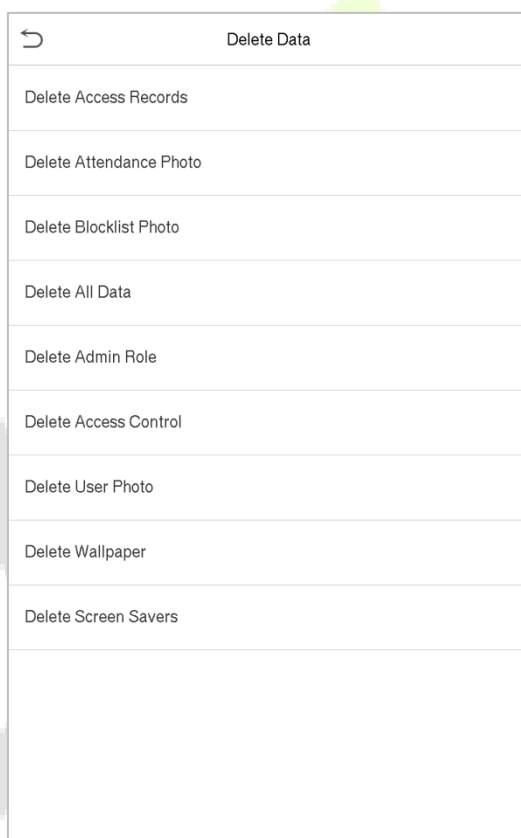 Delete Data
Delete Access Records
Delete Attendance Photo
Delete Blocklist Photo
Delete All Data
Delete Admin Role
Delete Access Control
Delete User Photo
Delete Wallpaper
Delete Screen Savers